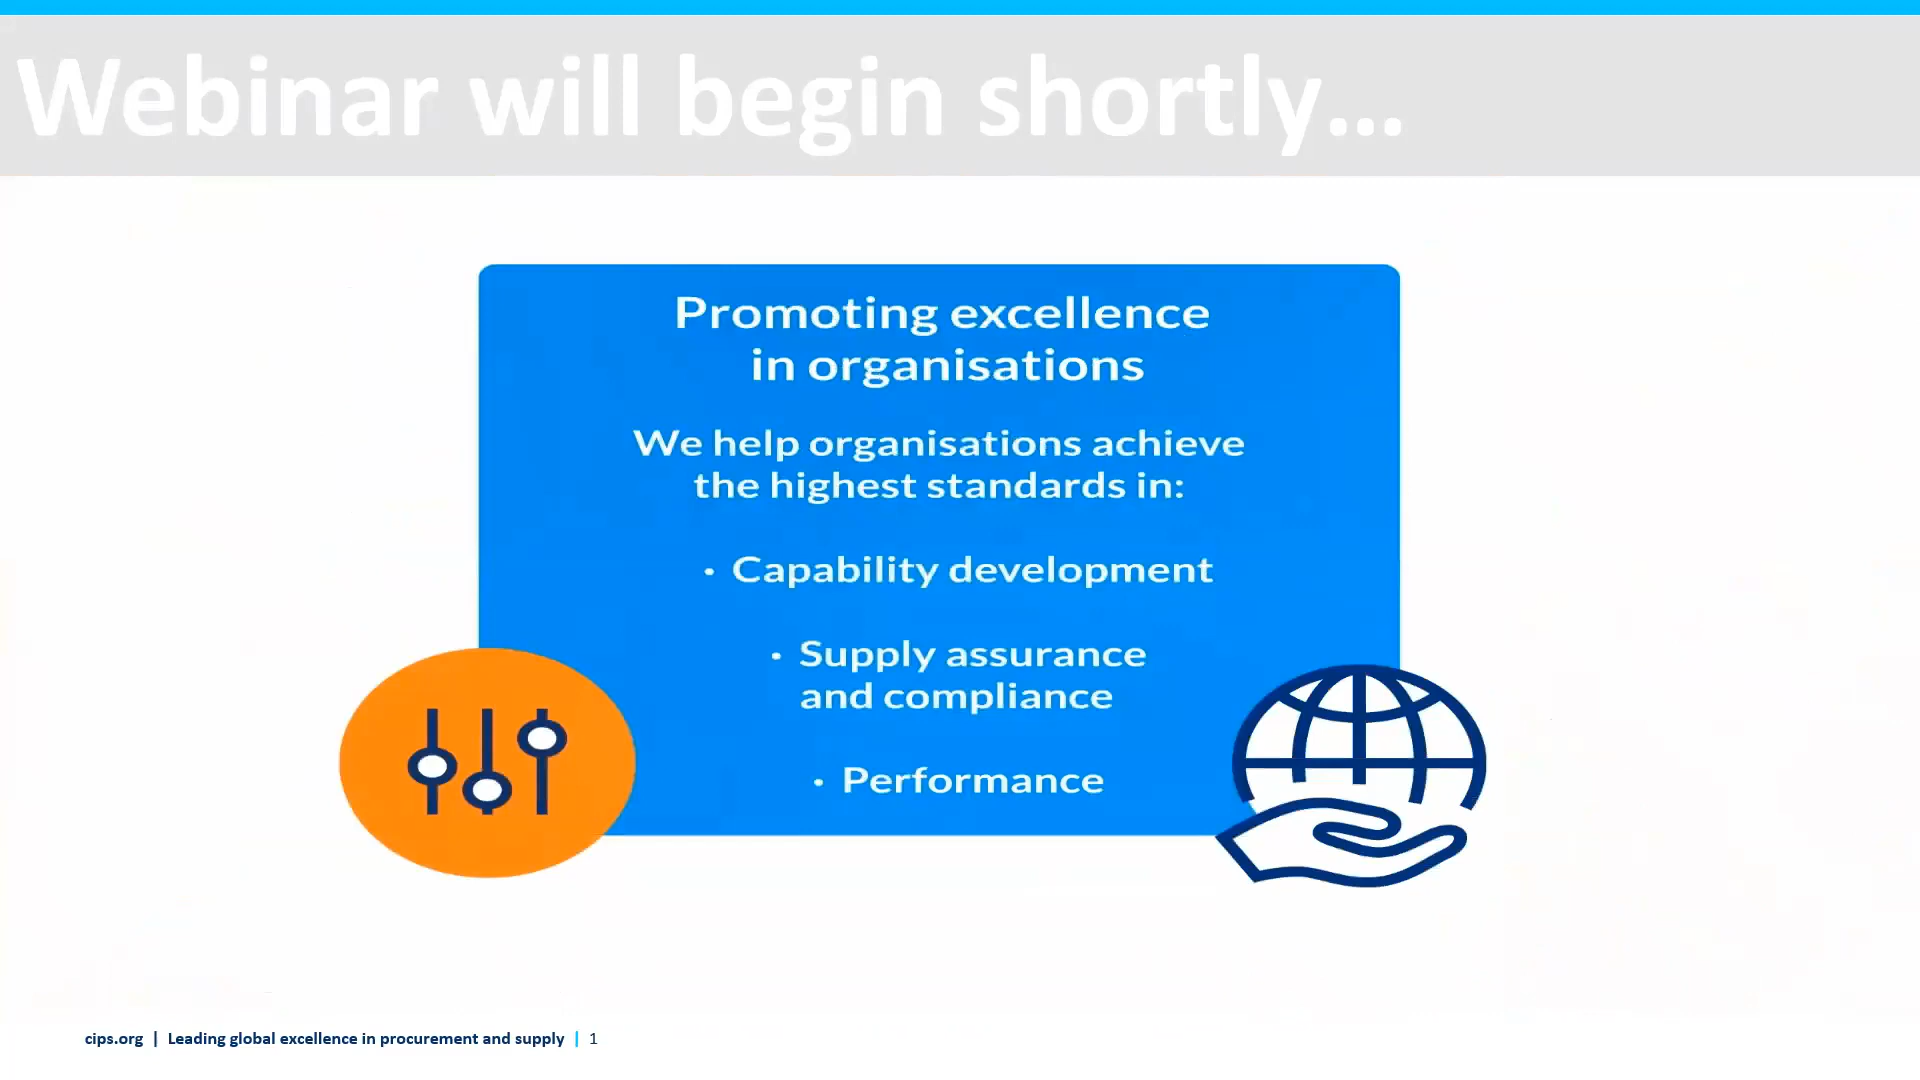 Webinar will begin shortly...
Promoting excellence
in organisations
We help organisations achieve
the highest standards in:
• Capability development
• Supply assurance
and compliance
• Performance
cips.org | Leading global excellence in procurement and supply | 1